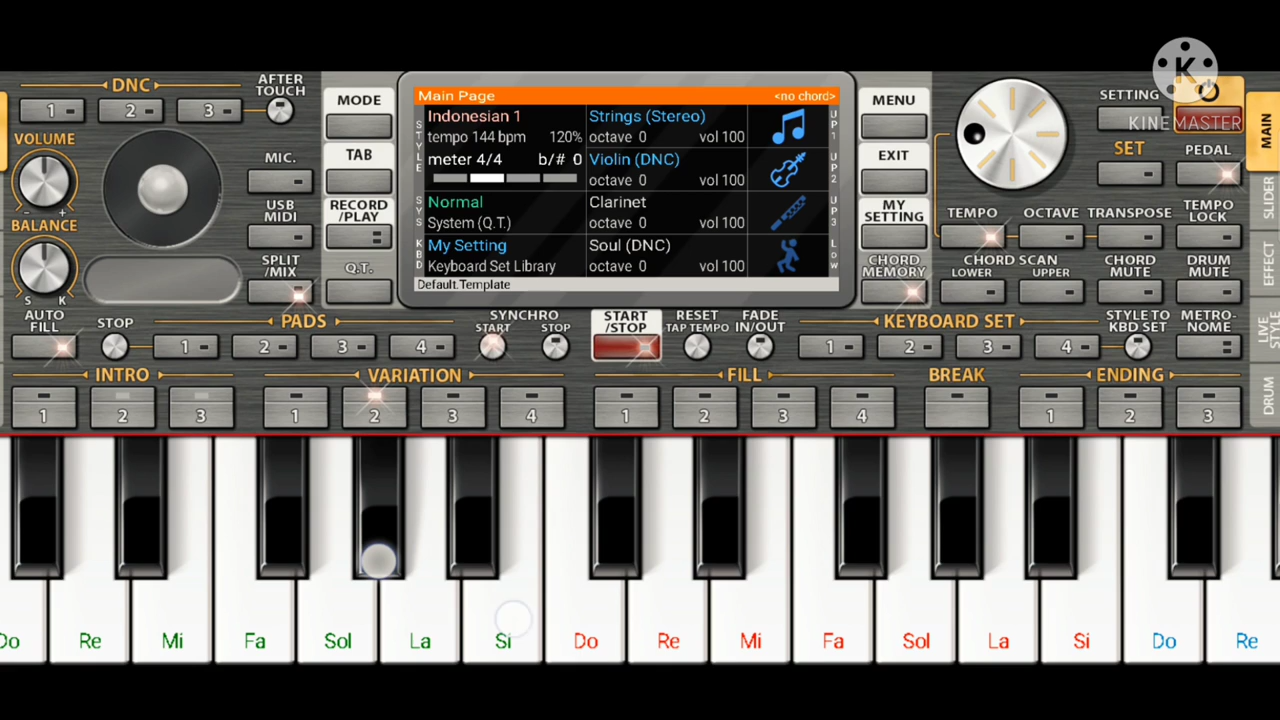 DNC
AFTER
TOUCH
1
2
3
VOLUME
- +
BALANCE
S K
MIC.
USB
MIDI
SPLIT
/MIX
MODE
TAB
RECORD
/PLAY
Q.T.
Main Page <no chord>
STYLE
Indonesian 1
tempo 144 bpm 120%
meter 4/4 b/# 0
SYS
Normal
System (Q.T.)
KBD
My Setting
Keyboard Set Library
Strings (Stereo)
octave 0 vol 100
UP1
Violin (DNC)
octave 0 vol 100
UP2
Clarinet
octave 0 vol 100
UP3
Soul (DNC)
octave 0 vol 100
Low
Default.Template
MENU
EXIT
MY
SETTING
CHORD
MEMORY
SETTING
K
KINEMASTER
SET
PEDAL
TEMPO
OCTAVE
TRANSPOSE
TEMPO
LOCK
CHORD SCAN
LOWER UPPER
CHORD
MUTE
DRUM
MUTE
MAIN
SLIDER
EFFECT
LIVE
STYLE
DRUM
AUTO
FILL
STOP
PADS
1
2
3
4
SYNCHRO
START STOP
START
/STOP
RESET
TAP TEMPO
FADE
IN/OUT
KEYBOARD SET
1
2
3
4
STYLE TO
KBD SET
METRO-
NOME
INTRO
1
2
3
VARIATION
1
2
3
4
FILL
1
2
3
4
BREAK
ENDING
1
2
3
Do Re Mi Fa Sol La Si Do Re Mi Fa Sol La Si Do Re